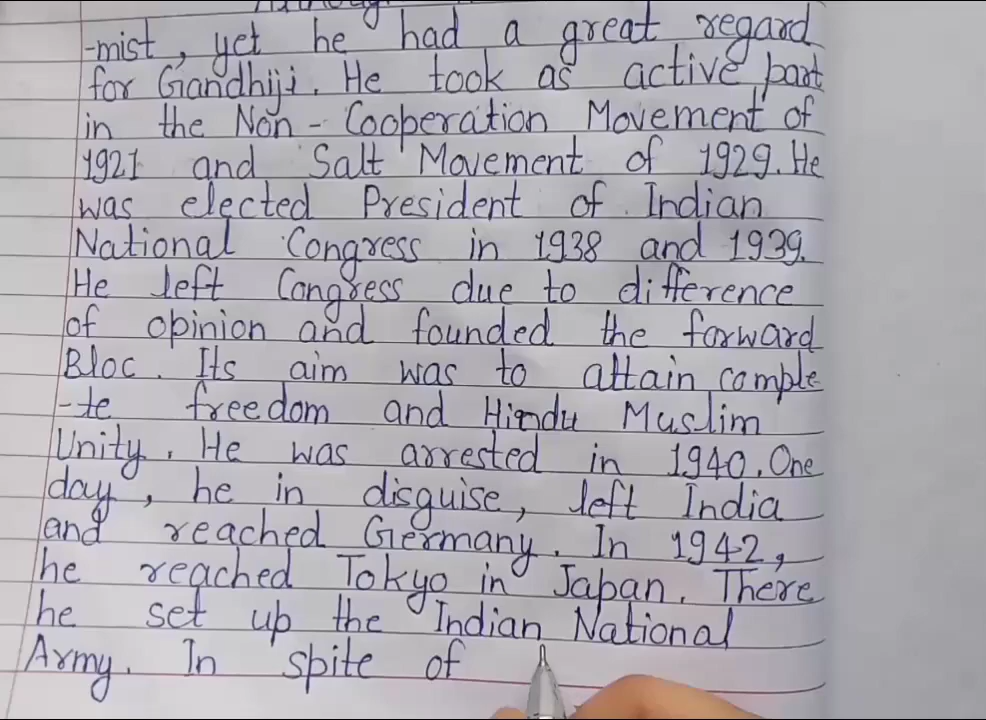 Although
-mist, yet he had a great regard
for Gandhiji. He took as active part
in the Non - Cooperation Movement of
1921 and Salt Movement of 1929. He
was elected President of Indian
National Congress in 1938 and 1939.
He left Congress due to difference
of opinion and founded the forward
Bloc. Its aim was to attain comple
-te freedom and Hindu Muslim
Unity. He was arrested in 1940. One
day, he in disguise, left India
and reached Germany. In 1942,
he reached Tokyo in Japan. There
he set up the Indian National
Army. In spite of